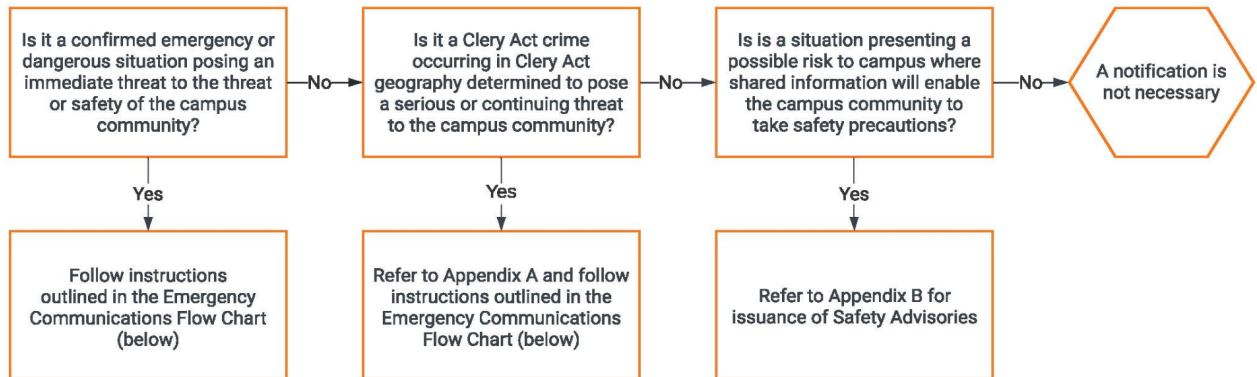 Is it a confirmed emergency or
dangerous situation posing an
immediate threat to the threat
or safety of the campus
community?
No
Is it a Clery Act crime
occurring in Clery Act
geography determined to pose
a serious or continuing threat
to the campus community?
No
Is is a situation presenting a
possible risk to campus where
shared information will enable
the campus community to
take safety precautions?
No
A notification is
not necessary
Yes
Yes
Yes
Follow instructions
outlined in the Emergency
Communications Flow Chart
(below)
Refer to Appendix A and follow
instructions outlined in the
Emergency Communications
Flow Chart (below)
Refer to Appendix B for
issuance of Safety Advisories